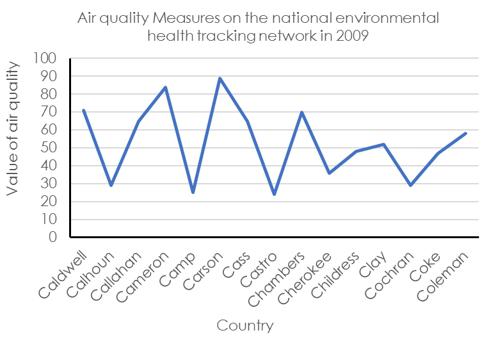 Air quality Measures on the national environmental
health tracking network in 2009
Value of air quality
100
90
80
70
60
50
40
30
20
10
0
Caldwell
Calhoun
Callahan
Cameron
Camp
Carson
Cass
Castro
Chambers
Cherokee
Childress
Clay
Cochran
Coke
Coleman
Country